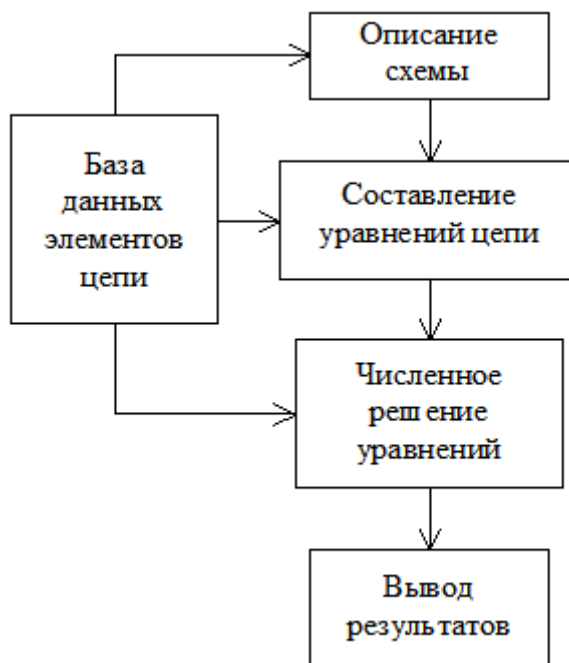 Описание
схемы
База
данных
элементов
цепи
Составление
уравнений цепи
Численное
решение
уравнений
Вывод
результатов